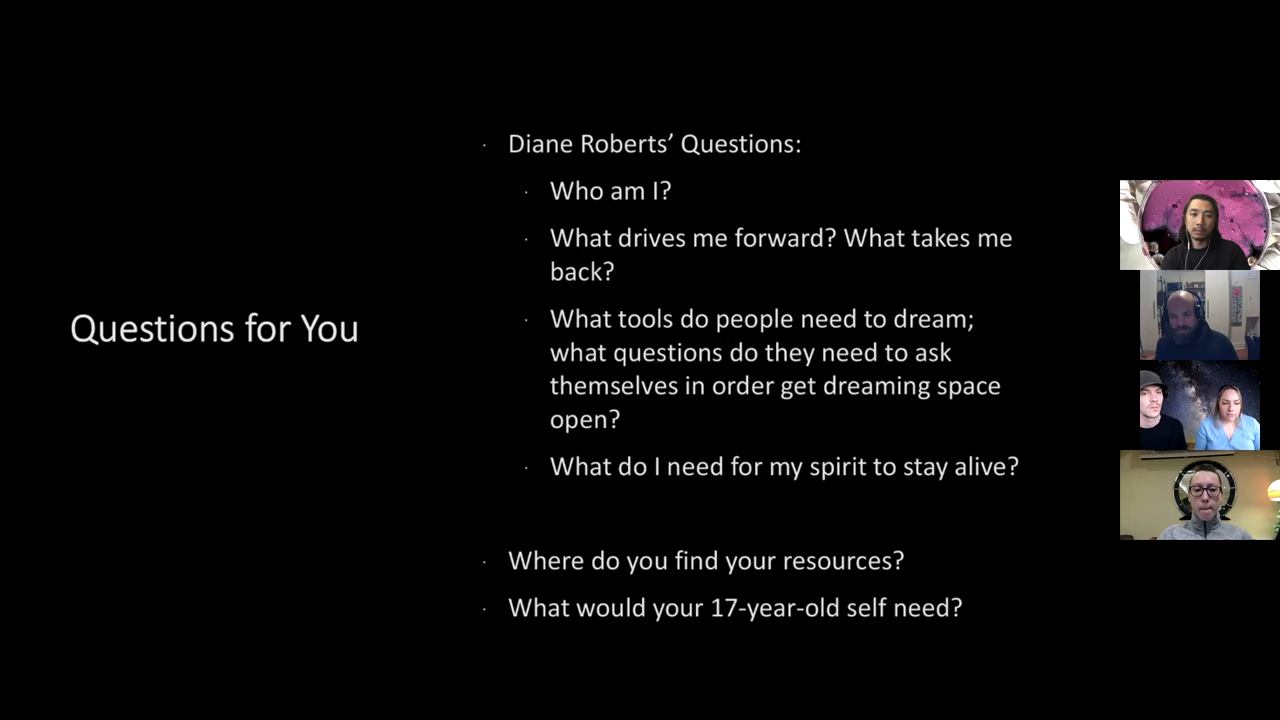 Questions for You
Diane Roberts’ Questions:
Who am I?
What drives me forward? What takes me
back?
What tools do people need to dream;
what questions do they need to ask
themselves in order get dreaming space
open?
What do I need for my spirit to stay alive?
Where do you find your resources?
What would your 17-year-old self need?